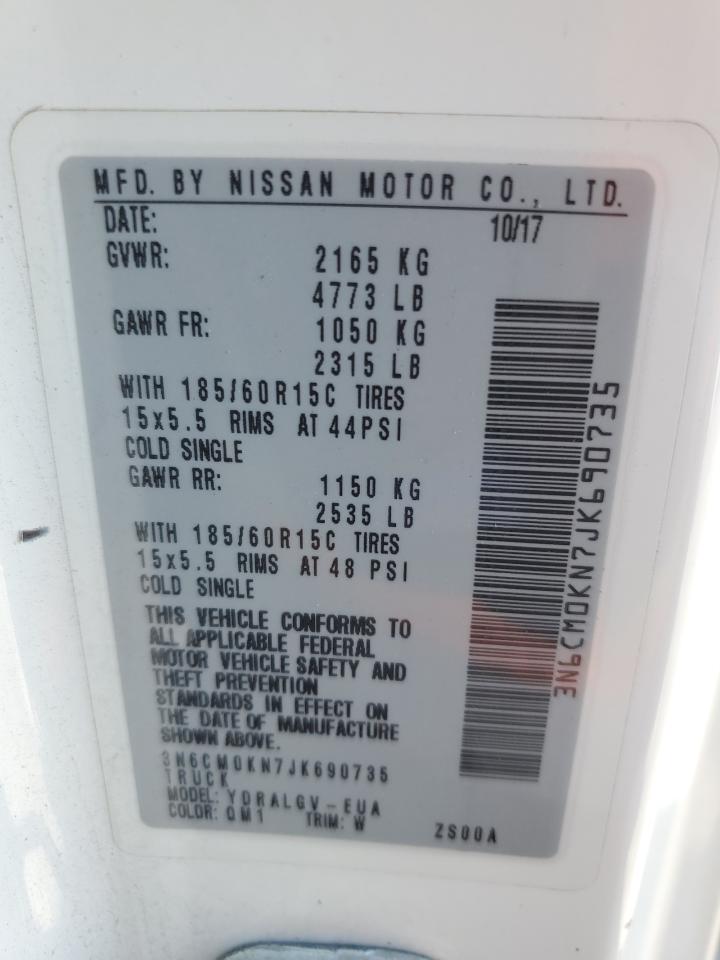 MFD. BY NISSAN MOTOR CO., LTD.
DATE: 10/17
GVWR: 2165 KG
4773 LB
GAWR FR: 1050 KG
2315 LB
WITH 185/60R15C TIRES
15x5.5 RIMS AT 44PSI
COLD SINGLE
GAWR RR: 1150 KG
2535 LB
WITH 185/60R15C TIRES
15x5.5 RIMS AT 48 PSI
COLD SINGLE
THIS VEHICLE CONFORMS TO
ALL APPLICABLE FEDERAL
MOTOR VEHICLE SAFETY AND
THEFT PREVENTION
STANDARDS IN EFFECT ON
THE DATE OF MANUFACTURE
SHOWN ABOVE.
3N6CM0KN7JK690735
TRUCK
MODEL: YDRALGV-EUA
COLOR: QM1 TRIM: W ZS00A
3N6CM0KN7JK690735